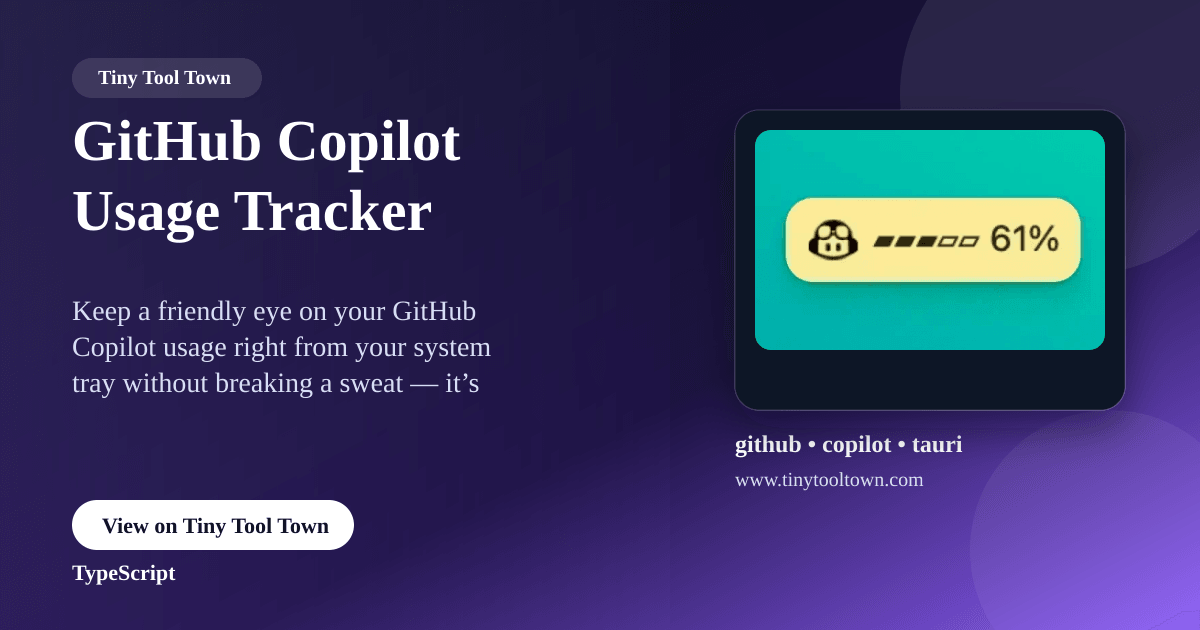 Tiny Tool Town
GitHub Copilot
Usage Tracker
Keep a friendly eye on your GitHub
Copilot usage right from your system
tray without breaking a sweat — it’s
View on Tiny Tool Town
TypeScript
61%
github • copilot • tauri
www.tinytooltown.com